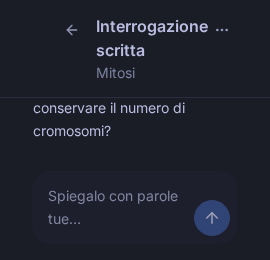 Interrogazione ...
scritta
Mitosi
conservare il numero di
cromosomi?
Spiegalo con parole
tue...